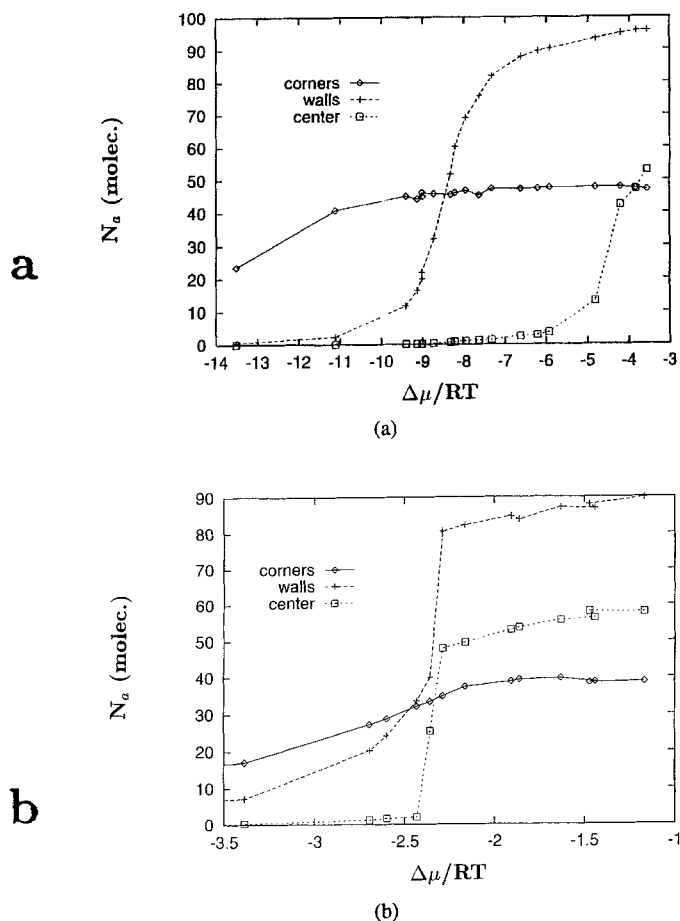 100
90
80
70
60
50
40
30
20
10
0
corners
walls
center
N_a (molec.)
a
-14 -13 -12 -11 -10 -9 -8 -7 -6 -5 -4 -3
Δμ/RT
(a)
90
80
70
60
50
40
30
20
10
0
corners
walls
center
N_a (molec.)
b
-3.5 -3 -2.5 -2 -1.5 -1
Δμ/RT
(b)